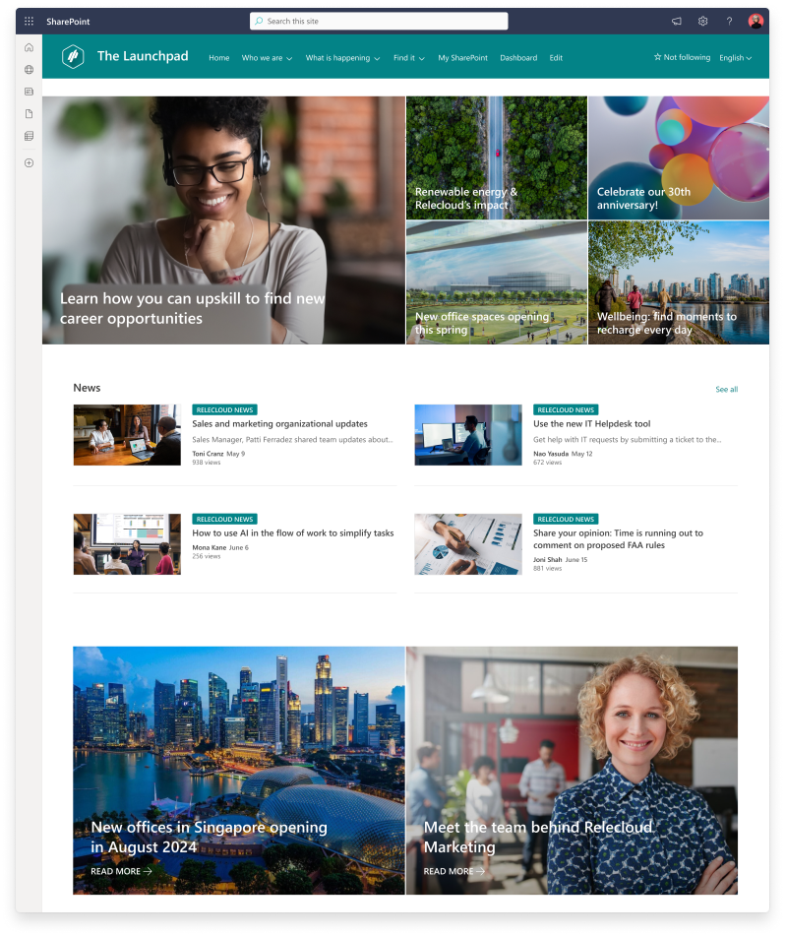 SharePoint
Search this site
?
The Launchpad
Home
Who we are
What is happening
Find it
My SharePoint
Dashboard
Edit
Not following
English
Learn how you can upskill to find new
career opportunities
Renewable energy &
Relecloud's impact
Celebrate our 30th
anniversary!
New office spaces opening
this spring
Wellbeing: find moments to
recharge every day
News
See all
RELECLOUD NEWS
Sales and marketing organizational updates
Sales Manager, Patti Ferradez shared team updates about...
Toni Cranz May 9
938 views
RELECLOUD NEWS
Use the new IT Helpdesk tool
Get help with IT requests by submitting a ticket to the...
Nao Yasuda May 12
672 views
RELECLOUD NEWS
How to use AI in the flow of work to simplify tasks
Mona Kane June 6
256 views
RELECLOUD NEWS
Share your opinion: Time is running out to
comment on proposed FAA rules
Joni Shah June 15
881 views
New offices in Singapore opening
in August 2024
READ MORE
Meet the team behind Relecloud
Marketing
READ MORE